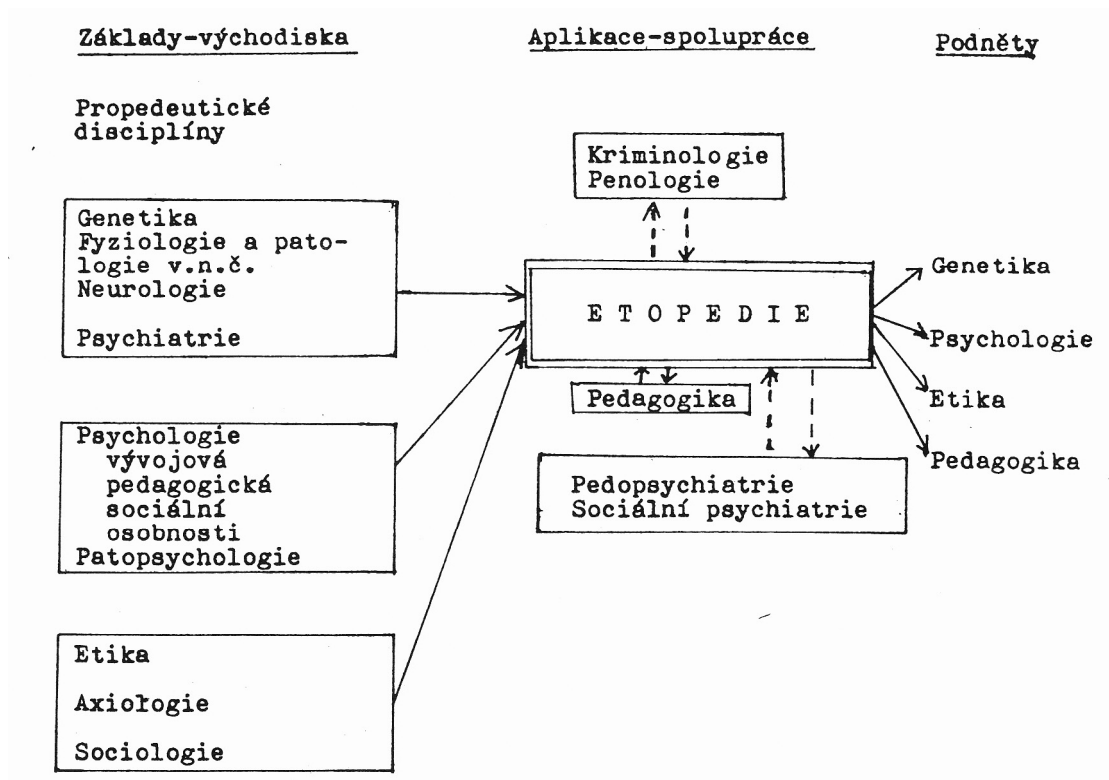 Základy-východiska
Aplikace-spolupráce
Podněty
Propedeutické
disciplíny
Genetika
Fyziologie a pato-
logie v.n.č.
Neurologie
Psychiatrie
Psychologie
vývojová
pedagogická
sociální
osobnosti
Patopsychologie
Etika
Axiologie
Sociologie
Kriminologie
Penologie
E T O P E D I E
Pedagogika
Pedopsychiatrie
Sociální psychiatrie
Genetika
Psychologie
Etika
Pedagogika